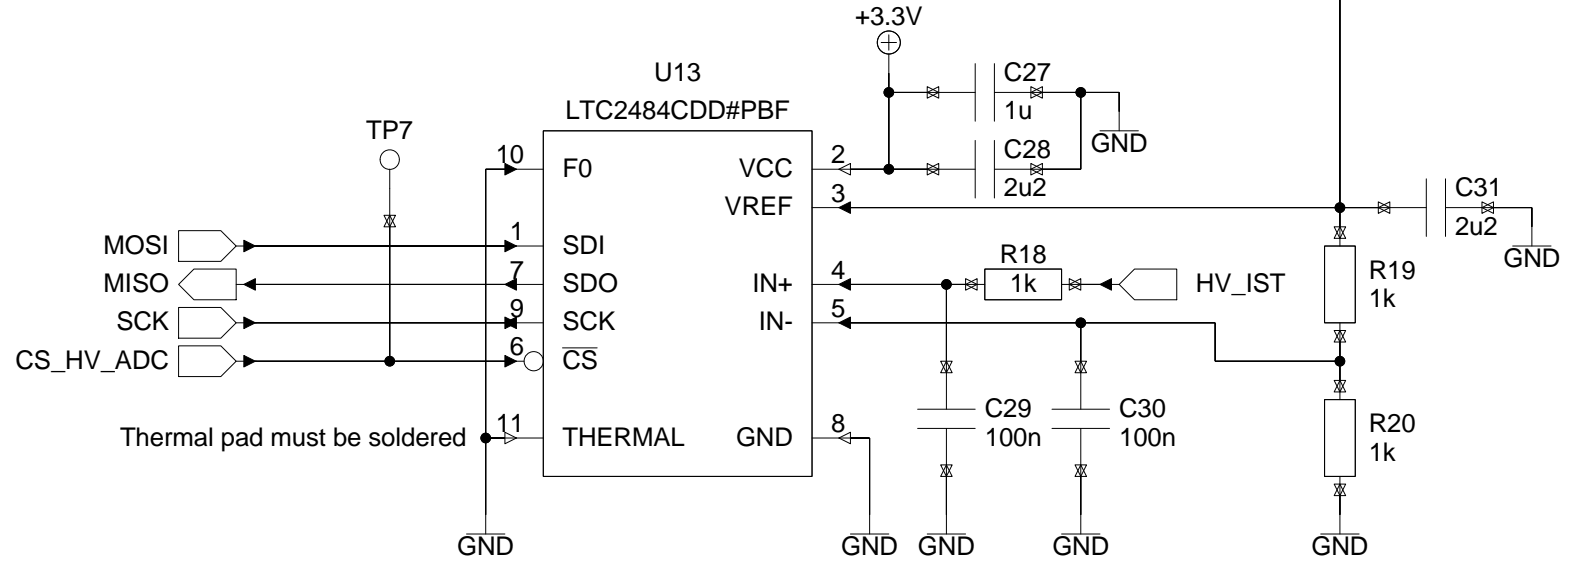 +3.3V
U13
LTC2484CDD#PBF
C27
1u
GND
TP7
10
F0
VCC
2
C28
2u2
VREF
3
C31
2u2
GND
MOSI
1
SDI
MISO
7
SDO
IN+
4
R18
1k
HV_IST
R19
1k
SCK
9
SCK
IN-
5
CS_HV_ADC
6
CS
Thermal pad must be soldered
11
THERMAL
GND
8
C29
100n
C30
100n
R20
1k
GND
GND
GND
GND
GND